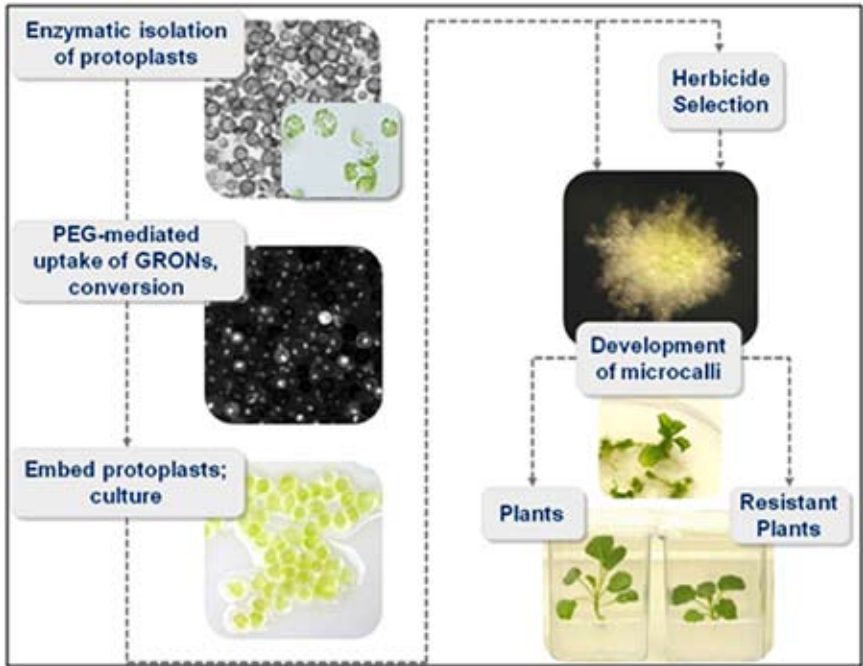 Enzymatic isolation
of protoplasts
PEG-mediated
uptake of GRONs,
conversion
Embed protoplasts;
culture
Herbicide
Selection
Development
of microcalli
Plants
Resistant
Plants